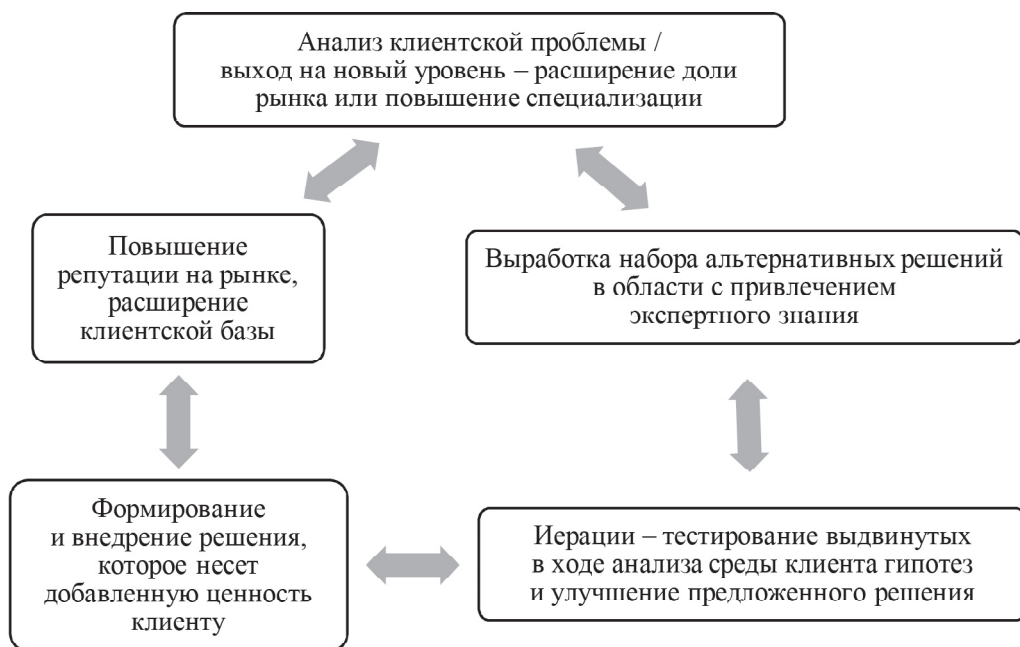 Анализ клиентской проблемы /
выход на новый уровень – расширение доли
рынка или повышение специализации
Повышение
репутации на рынке,
расширение
клиентской базы
Выработка набора альтернативных решений
в области с привлечением
экспертного знания
Формирование
и внедрение решения,
которое несет
добавленную ценность
клиенту
Иерации – тестирование выдвинутых
в ходе анализа среды клиента гипотез
и улучшение предложенного решения